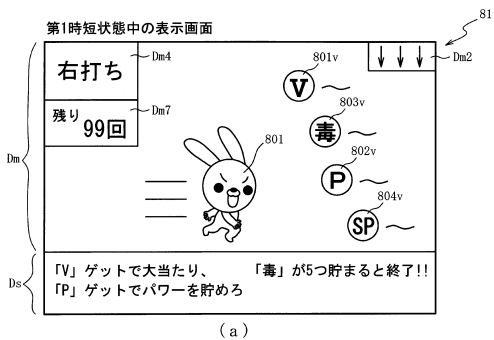 第1時短状態中の表示画面
81
右打ち
Dm4
Dm2
残り
99回
Dm7
801v
V
803v
毒
802v
P
804v
SP
801
Dm
Ds
「V」ゲットで大当たり、 「毒」が5つ貯まると終了!!
「P」ゲットでパワーを貯めろ
(a)